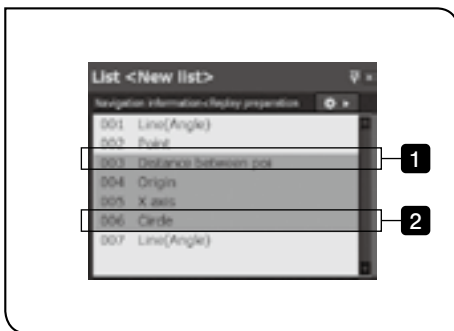 List <New list>
Navigation information<Replay preparation
001 Line(Angle)
002 Point
003 Distance between poi
004 Origin
005 X axis
006 Circle
007 Line(Angle)
1
2